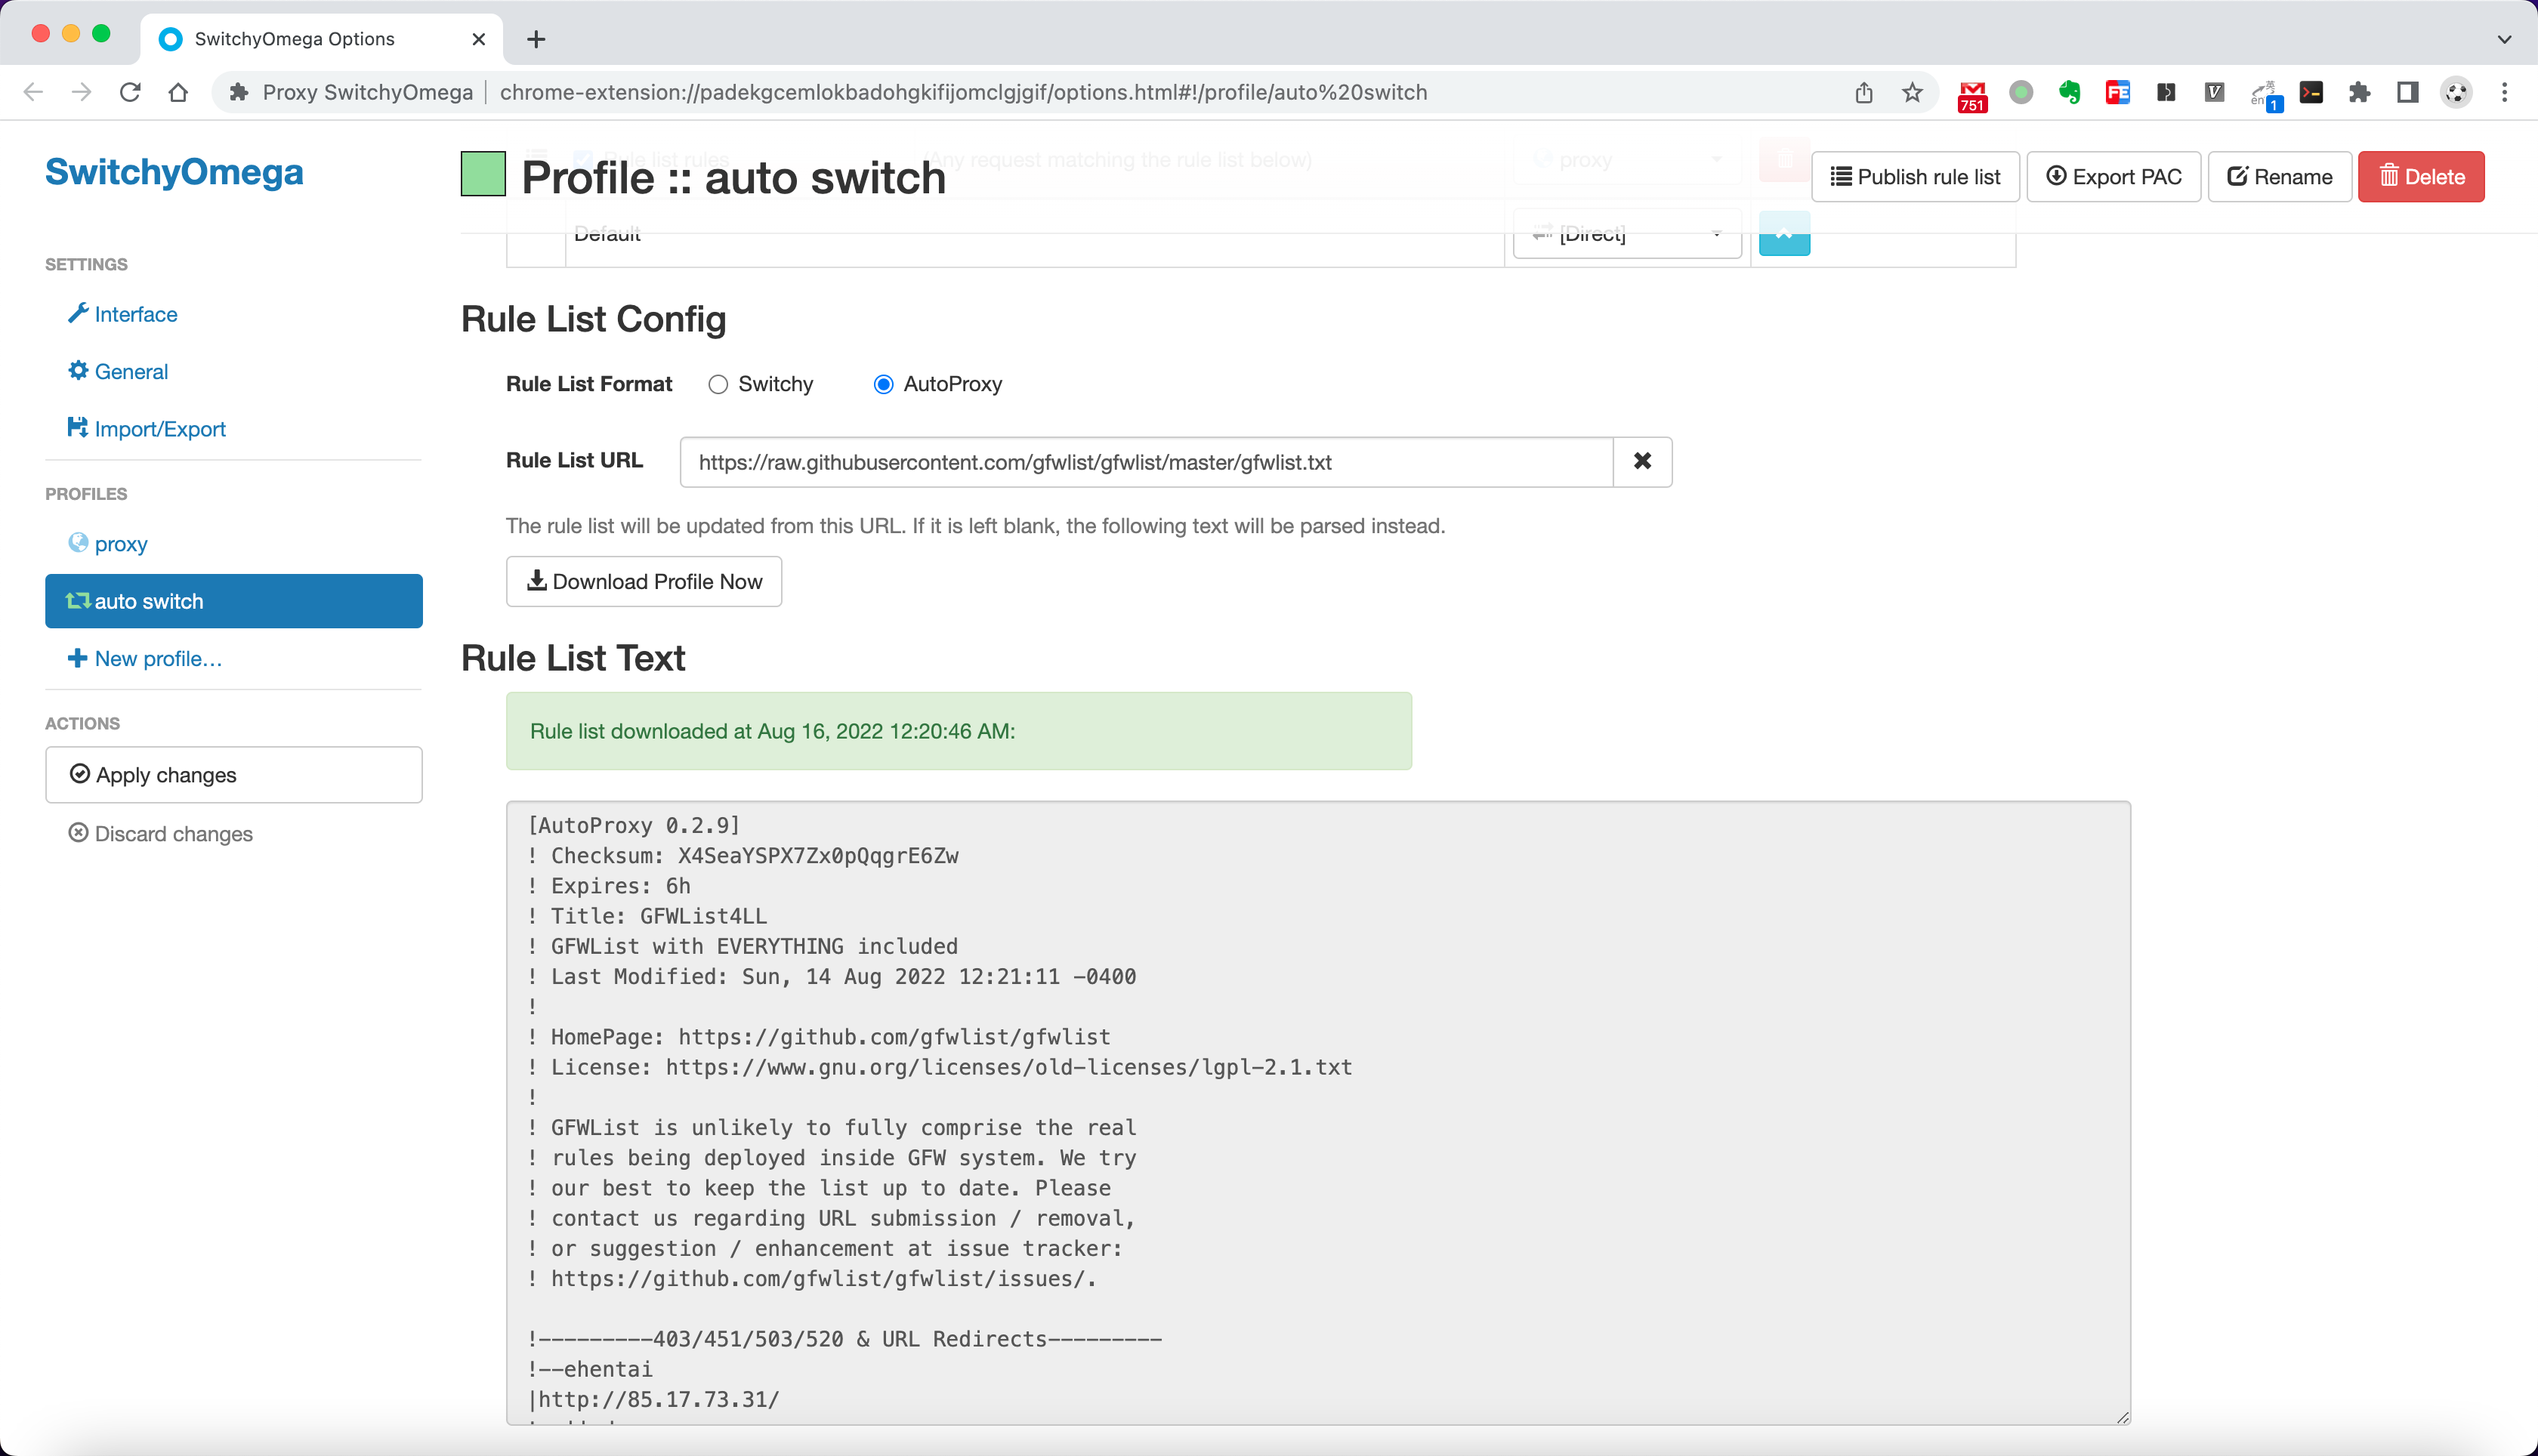 SwitchyOmega Options
Proxy SwitchyOmega
chrome-extension://padekgcemlokbadohgkifijomclgjgif/options.html#!/profile/auto%20switch
751
FE
V
英
en
1
SwitchyOmega
Rule list rules
(Any request matching the rule list below)
proxy
Profile :: auto switch
Publish rule list
Export PAC
Rename
Delete
Default
[Direct]
SETTINGS
Interface
General
Import/Export
PROFILES
proxy
auto switch
New profile…
ACTIONS
Apply changes
Discard changes
Rule List Config
Rule List Format
Switchy
AutoProxy
Rule List URL
https://raw.githubusercontent.com/gfwlist/gfwlist/master/gfwlist.txt
The rule list will be updated from this URL. If it is left blank, the following text will be parsed instead.
Download Profile Now
Rule List Text
Rule list downloaded at Aug 16, 2022 12:20:46 AM:
[AutoProxy 0.2.9]
! Checksum: X4SeaYSPX7Zx0pQqgrE6Zw
! Expires: 6h
! Title: GFWList4LL
! GFWList with EVERYTHING included
! Last Modified: Sun, 14 Aug 2022 12:21:11 -0400
!
! HomePage: https://github.com/gfwlist/gfwlist
! License: https://www.gnu.org/licenses/old-licenses/lgpl-2.1.txt
!
! GFWList is unlikely to fully comprise the real
! rules being deployed inside GFW system. We try
! our best to keep the list up to date. Please
! contact us regarding URL submission / removal,
! or suggestion / enhancement at issue tracker:
! https://github.com/gfwlist/gfwlist/issues/.
!---------403/451/503/520 & URL Redirects---------
!--ehentai
|http://85.17.73.31/